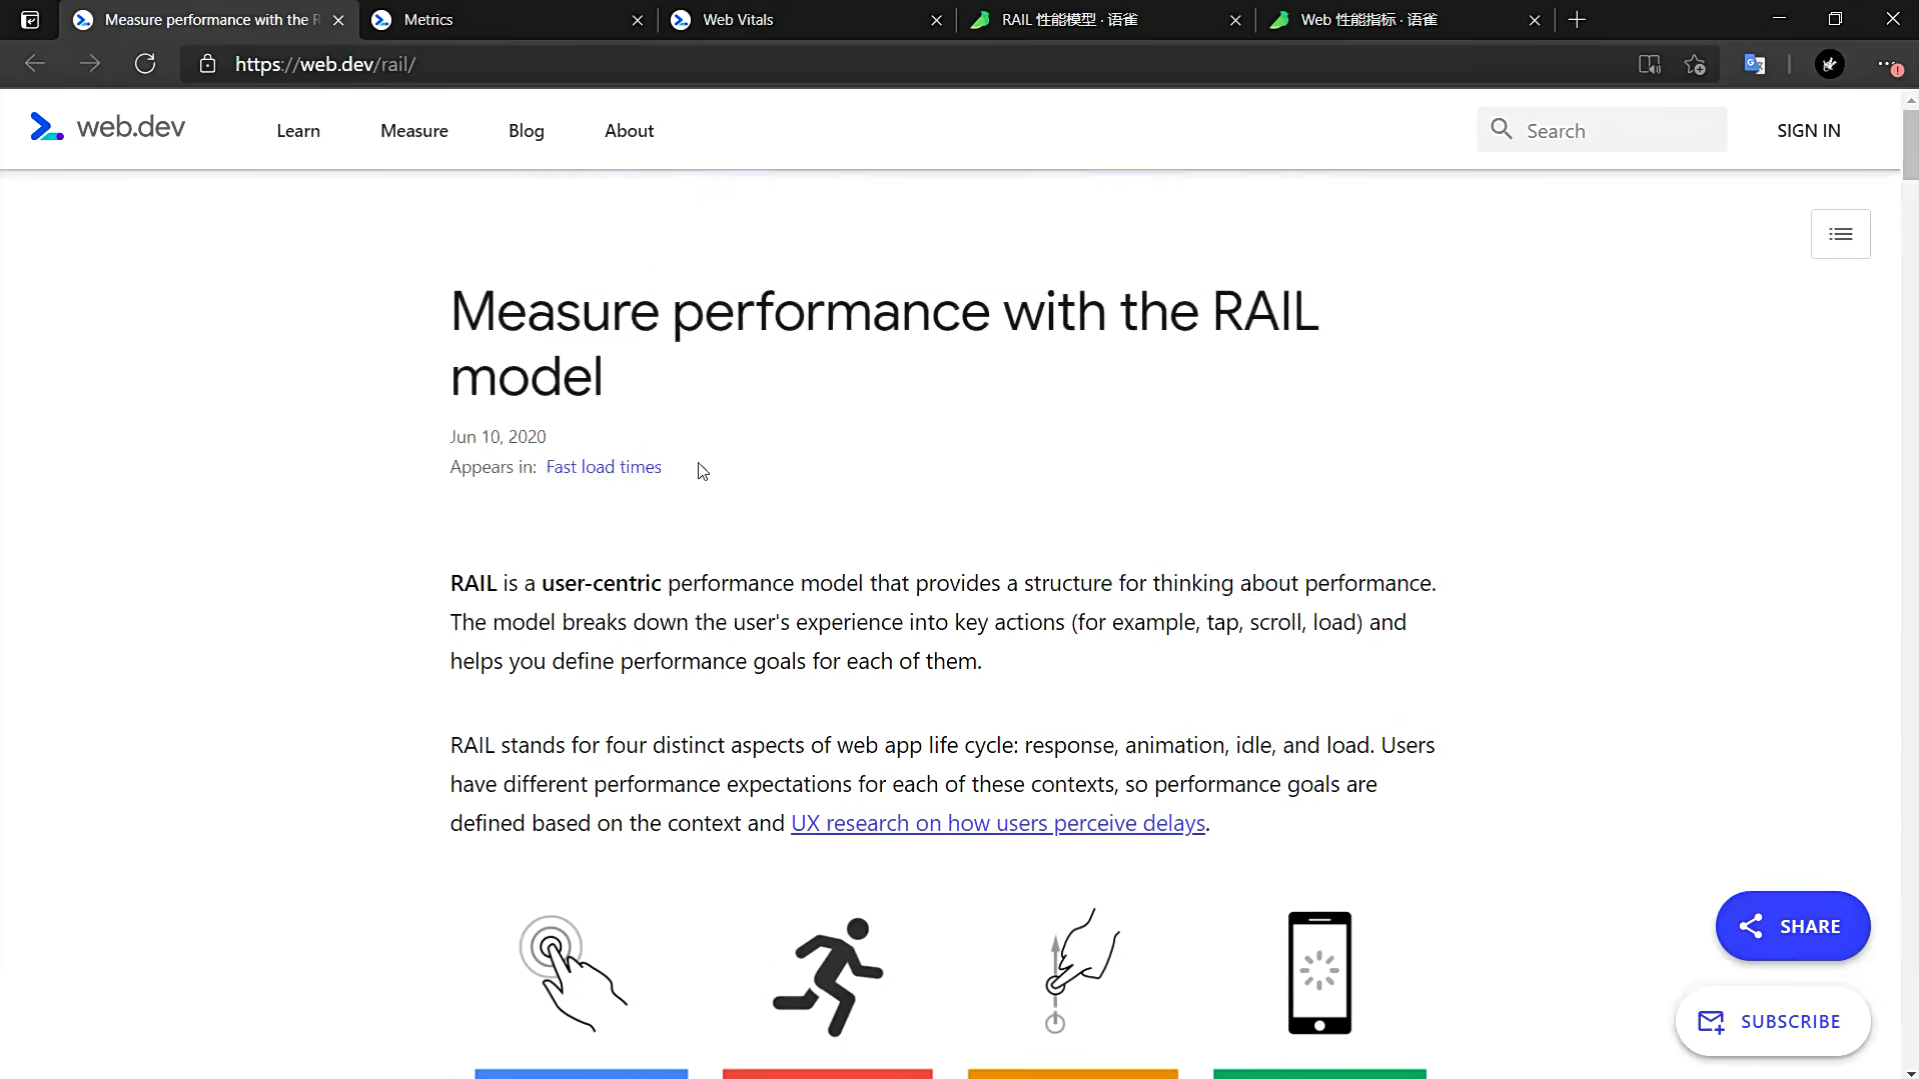 Measure performance with the R
Metrics
Web Vitals
RAIL 性能模型 · 语雀
Web 性能指标 · 语雀
https://web.dev/rail/
web.dev
Learn
Measure
Blog
About
Search
SIGN IN
Measure performance with the RAIL
model
Jun 10, 2020
Appears in: Fast load times
RAIL is a user-centric performance model that provides a structure for thinking about performance.
The model breaks down the user's experience into key actions (for example, tap, scroll, load) and
helps you define performance goals for each of them.
RAIL stands for four distinct aspects of web app life cycle: response, animation, idle, and load. Users
have different performance expectations for each of these contexts, so performance goals are
defined based on the context and UX research on how users perceive delays.
SHARE
SUBSCRIBE